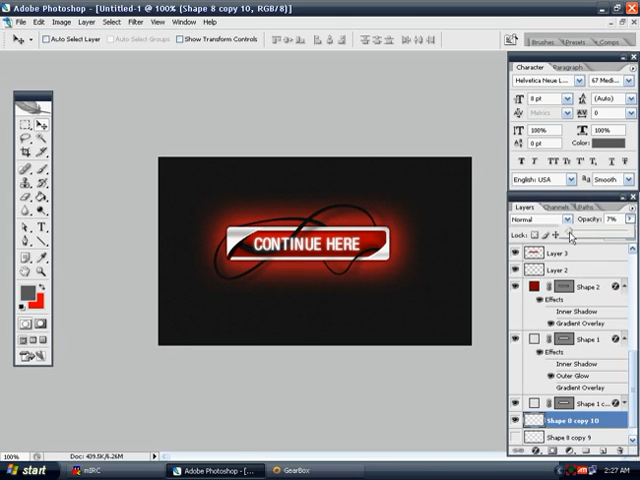 Adobe Photoshop - [Untitled-1 @ 100% (Shape 8 copy 10, RGB/8)]
File Edit Image Layer Select Filter View Window Help
Auto Select Layer Auto Select Groups Show Transform Controls
Brushes Presets Comps
Character Paragraph
Helvetica Neue L... 67 Medi...
8 pt (Auto)
Metrics 0
100% 100%
0 pt Color:
English: USA Smooth
Layers Channels Paths
Normal Opacity: 7%
Lock:
Layer 3
Layer 2
Shape 2
Effects
Inner Shadow
Gradient Overlay
Shape 1
Effects
Inner Shadow
Outer Glow
Gradient Overlay
Shape 1 c...
Shape 8 copy 10
Shape 8 copy 9
CONTINUE HERE
100% Doc: 409.5K/6.26M
start mIRC Adobe Photoshop - [... GearBox 2:27 AM